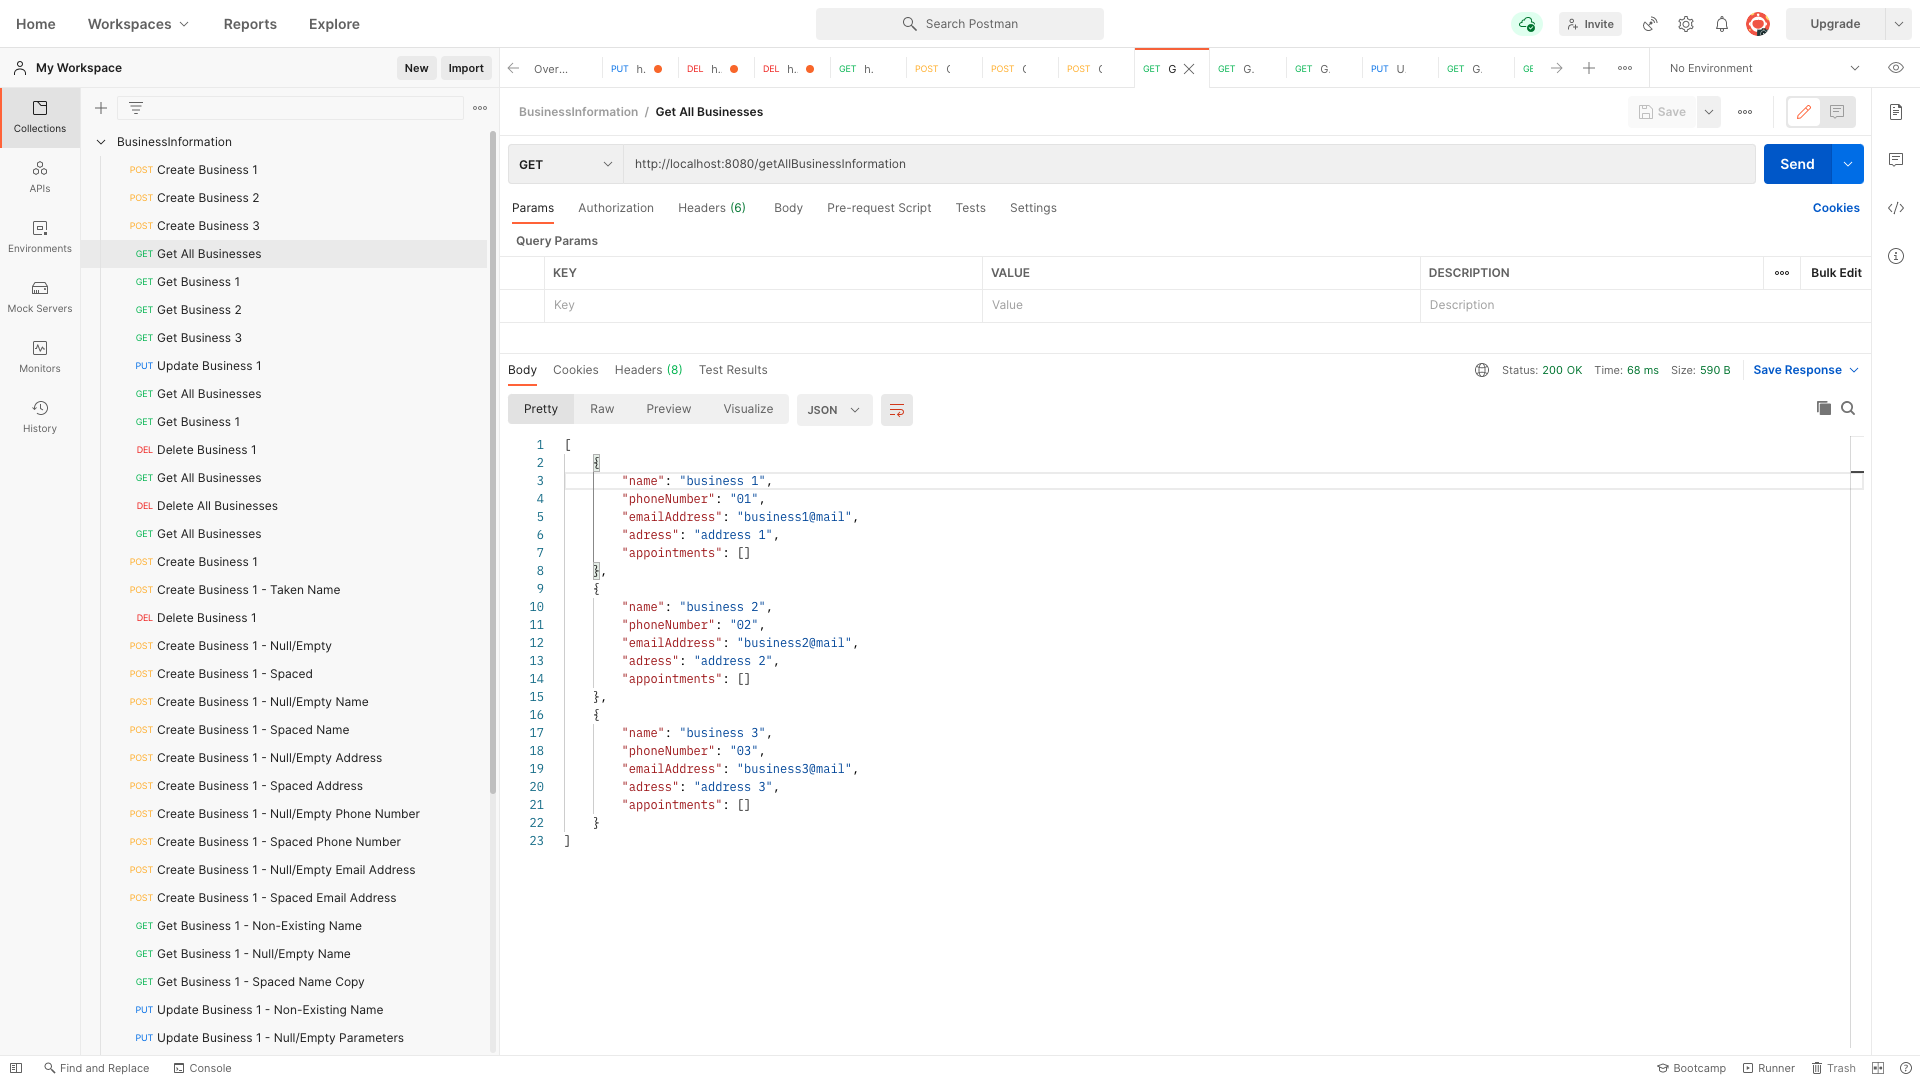 Home Workspaces Reports Explore Search Postman Invite Upgrade
My Workspace New Import Over... PUT h. DEL h. DEL h. GET h. POST POST POST GET G GET G. GET G. PUT U. GET G. GE No Environment
Collections
APIs
Environments
Mock Servers
Monitors
History
BusinessInformation
POST Create Business 1
POST Create Business 2
POST Create Business 3
GET Get All Businesses
GET Get Business 1
GET Get Business 2
GET Get Business 3
PUT Update Business 1
GET Get All Businesses
GET Get Business 1
DEL Delete Business 1
GET Get All Businesses
DEL Delete All Businesses
GET Get All Businesses
POST Create Business 1
POST Create Business 1 - Taken Name
DEL Delete Business 1
POST Create Business 1 - Null/Empty
POST Create Business 1 - Spaced
POST Create Business 1 - Null/Empty Name
POST Create Business 1 - Spaced Name
POST Create Business 1 - Null/Empty Address
POST Create Business 1 - Spaced Address
POST Create Business 1 - Null/Empty Phone Number
POST Create Business 1 - Spaced Phone Number
POST Create Business 1 - Null/Empty Email Address
POST Create Business 1 - Spaced Email Address
GET Get Business 1 - Non-Existing Name
GET Get Business 1 - Null/Empty Name
GET Get Business 1 - Spaced Name Copy
PUT Update Business 1 - Non-Existing Name
PUT Update Business 1 - Null/Empty Parameters
BusinessInformation / Get All Businesses Save
GET http://localhost:8080/getAllBusinessInformation Send
Params Authorization Headers (6) Body Pre-request Script Tests Settings Cookies
Query Params
KEY VALUE DESCRIPTION Bulk Edit
Key Value Description
Body Cookies Headers (8) Test Results Status: 200 OK Time: 68 ms Size: 590 B Save Response
Pretty Raw Preview Visualize JSON
1 [
2 {
3 "name": "business 1",
4 "phoneNumber": "01",
5 "emailAddress": "business1@mail",
6 "adress": "address 1",
7 "appointments": []
8 },
9 {
10 "name": "business 2",
11 "phoneNumber": "02",
12 "emailAddress": "business2@mail",
13 "adress": "address 2",
14 "appointments": []
15 },
16 {
17 "name": "business 3",
18 "phoneNumber": "03",
19 "emailAddress": "business3@mail",
20 "adress": "address 3",
21 "appointments": []
22 }
23 ]
Find and Replace Console Bootcamp Runner Trash